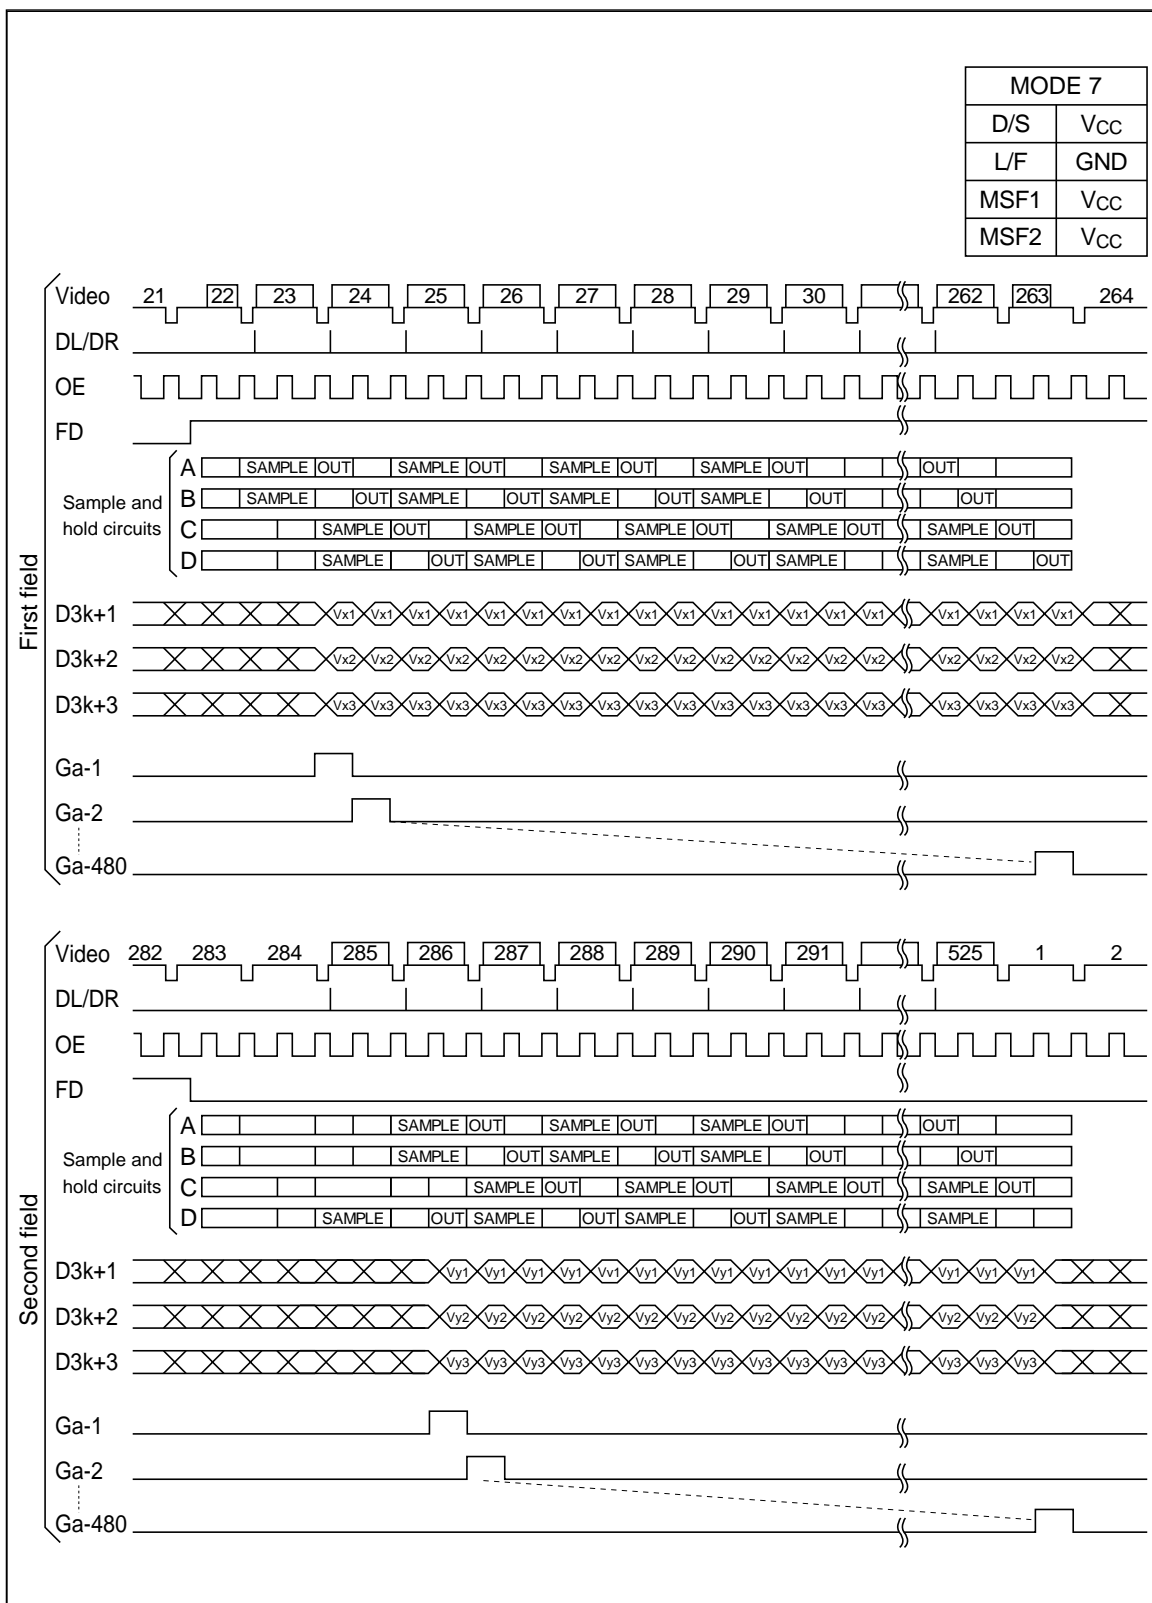 MODE 7
D/S VCC
L/F GND
MSF1 VCC
MSF2 VCC
First field
Video 21 22 23 24 25 26 27 28 29 30 262 263 264
DL/DR
OE
FD
Sample and hold circuits
A SAMPLE OUT SAMPLE OUT SAMPLE OUT SAMPLE OUT OUT
B SAMPLE OUT SAMPLE OUT SAMPLE OUT SAMPLE OUT OUT
C SAMPLE OUT SAMPLE OUT SAMPLE OUT SAMPLE OUT SAMPLE OUT
D SAMPLE OUT SAMPLE OUT SAMPLE OUT SAMPLE SAMPLE OUT
D3k+1 Vx1 Vx1 Vx1 Vx1 Vx1 Vx1 Vx1 Vx1 Vx1 Vx1 Vx1 Vx1 Vx1 Vx1 Vx1 Vx1 Vx1 Vx1 Vx1
D3k+2 Vx2 Vx2 Vx2 Vx2 Vx2 Vx2 Vx2 Vx2 Vx2 Vx2 Vx2 Vx2 Vx2 Vx2 Vx2 Vx2 Vx2 Vx2 Vx2
D3k+3 Vx3 Vx3 Vx3 Vx3 Vx3 Vx3 Vx3 Vx3 Vx3 Vx3 Vx3 Vx3 Vx3 Vx3 Vx3 Vx3 Vx3 Vx3 Vx3
Ga-1
Ga-2
Ga-480
Second field
Video 282 283 284 285 286 287 288 289 290 291 525 1 2
DL/DR
OE
FD
Sample and hold circuits
A SAMPLE OUT SAMPLE OUT SAMPLE OUT OUT
B SAMPLE OUT SAMPLE OUT SAMPLE OUT OUT
C SAMPLE OUT SAMPLE OUT SAMPLE OUT SAMPLE OUT
D SAMPLE OUT SAMPLE OUT SAMPLE OUT SAMPLE SAMPLE
D3k+1 Vy1 Vy1 Vy1 Vy1 Vv1 Vy1 Vy1 Vy1 Vy1 Vy1 Vy1 Vy1 Vy1 Vy1 Vy1
D3k+2 Vy2 Vy2 Vy2 Vy2 Vy2 Vy2 Vy2 Vy2 Vy2 Vy2 Vy2 Vy2 Vy2 Vy2 Vy2
D3k+3 Vy3 Vy3 Vy3 Vy3 Vy3 Vy3 Vy3 Vy3 Vy3 Vy3 Vy3 Vy3 Vy3 Vy3 Vy3
Ga-1
Ga-2
Ga-480